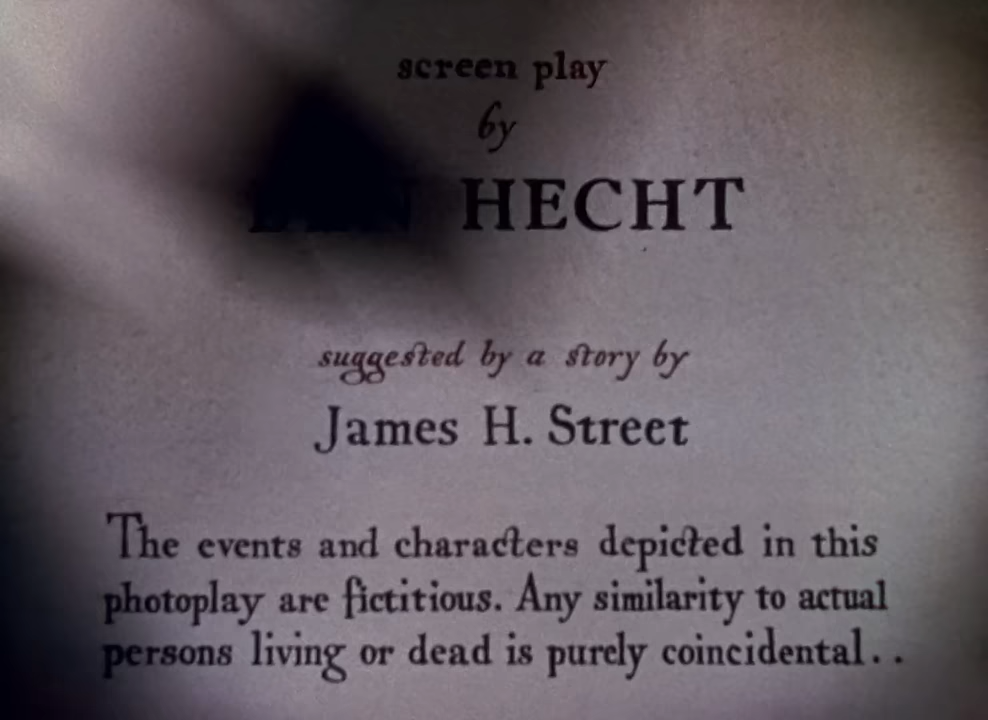 screen play
by
HECHT
suggested by a story by
James H. Street
The events and characters depicted in this
photoplay are fictitious. Any similarity to actual
persons living or dead is purely coincidental . .